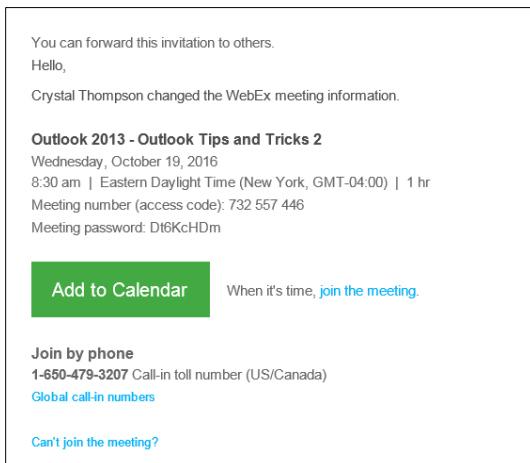 You can forward this invitation to others.
Hello,
Crystal Thompson changed the WebEx meeting information.
Outlook 2013 - Outlook Tips and Tricks 2
Wednesday, October 19, 2016
8:30 am | Eastern Daylight Time (New York, GMT-04:00) | 1 hr
Meeting number (access code): 732 557 446
Meeting password: Dt6KcHDm
Add to Calendar When it's time, join the meeting.
Join by phone
1-650-479-3207 Call-in toll number (US/Canada)
Global call-in numbers
Can't join the meeting?